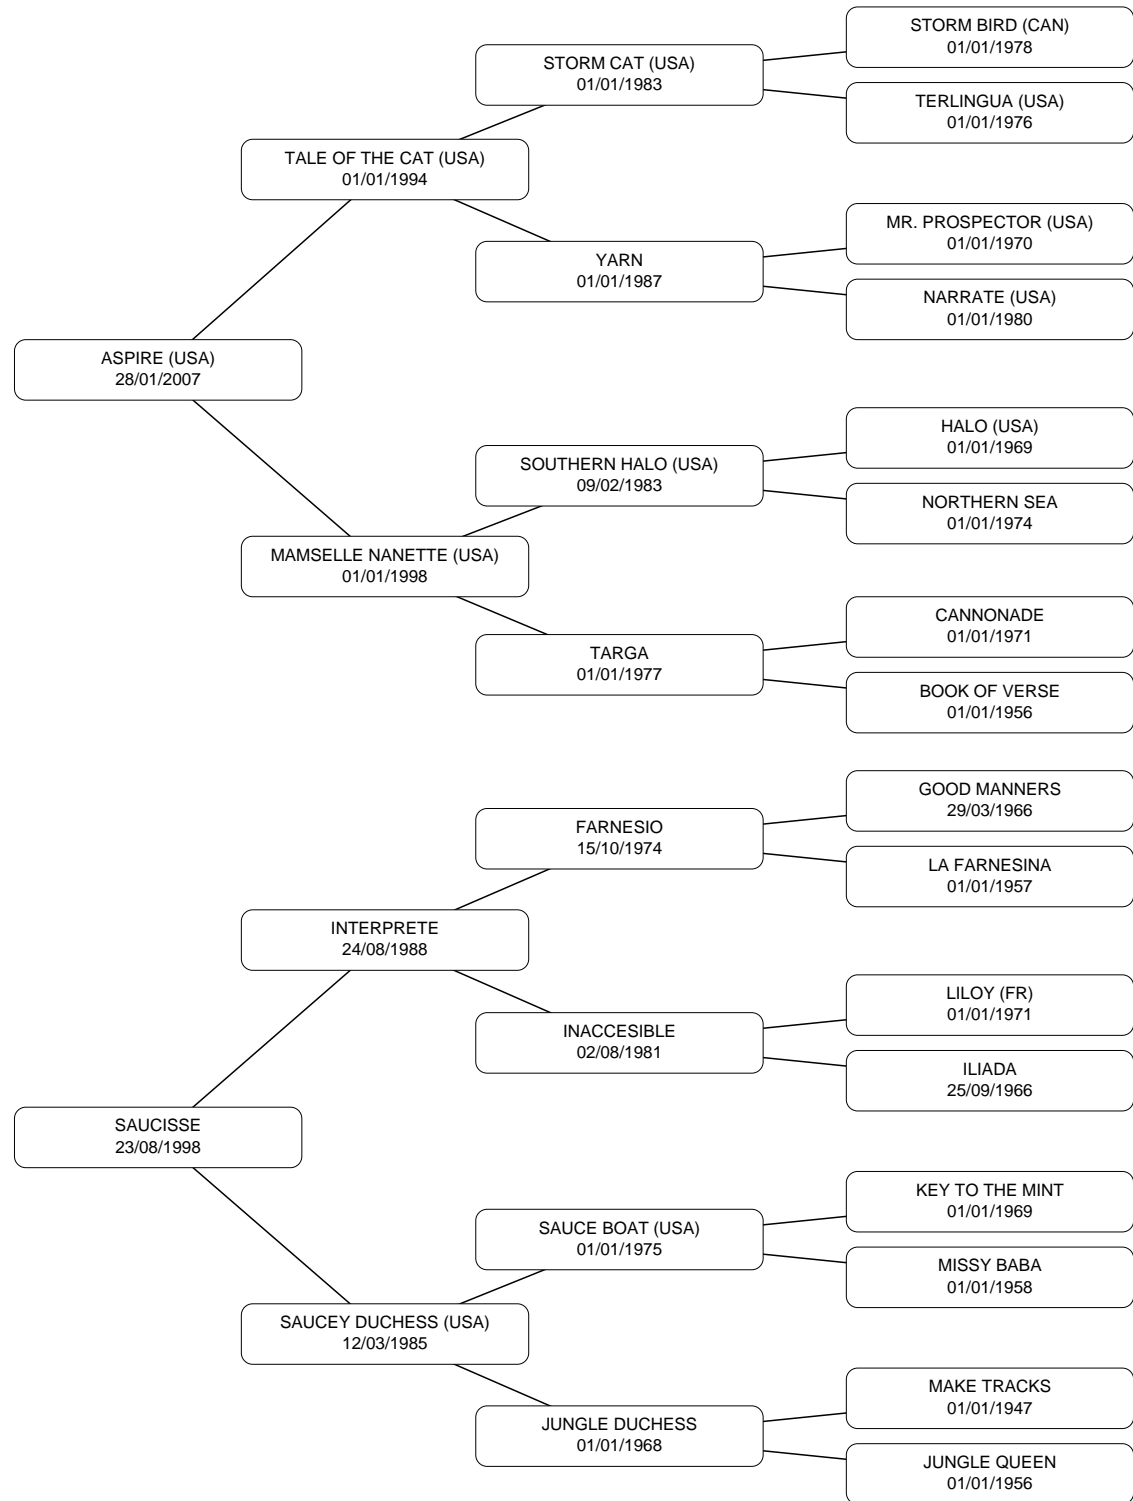 STORM BIRD (CAN)
01/01/1978
STORM CAT (USA)
01/01/1983
TERLINGUA (USA)
01/01/1976
TALE OF THE CAT (USA)
01/01/1994
MR. PROSPECTOR (USA)
01/01/1970
YARN
01/01/1987
NARRATE (USA)
01/01/1980
ASPIRE (USA)
28/01/2007
HALO (USA)
01/01/1969
SOUTHERN HALO (USA)
09/02/1983
NORTHERN SEA
01/01/1974
MAMSELLE NANETTE (USA)
01/01/1998
CANNONADE
01/01/1971
TARGA
01/01/1977
BOOK OF VERSE
01/01/1956
GOOD MANNERS
29/03/1966
FARNESIO
15/10/1974
LA FARNESINA
01/01/1957
INTERPRETE
24/08/1988
LILOY (FR)
01/01/1971
INACCESIBLE
02/08/1981
ILIADA
25/09/1966
SAUCISSE
23/08/1998
KEY TO THE MINT
01/01/1969
SAUCE BOAT (USA)
01/01/1975
MISSY BABA
01/01/1958
SAUCEY DUCHESS (USA)
12/03/1985
MAKE TRACKS
01/01/1947
JUNGLE DUCHESS
01/01/1968
JUNGLE QUEEN
01/01/1956